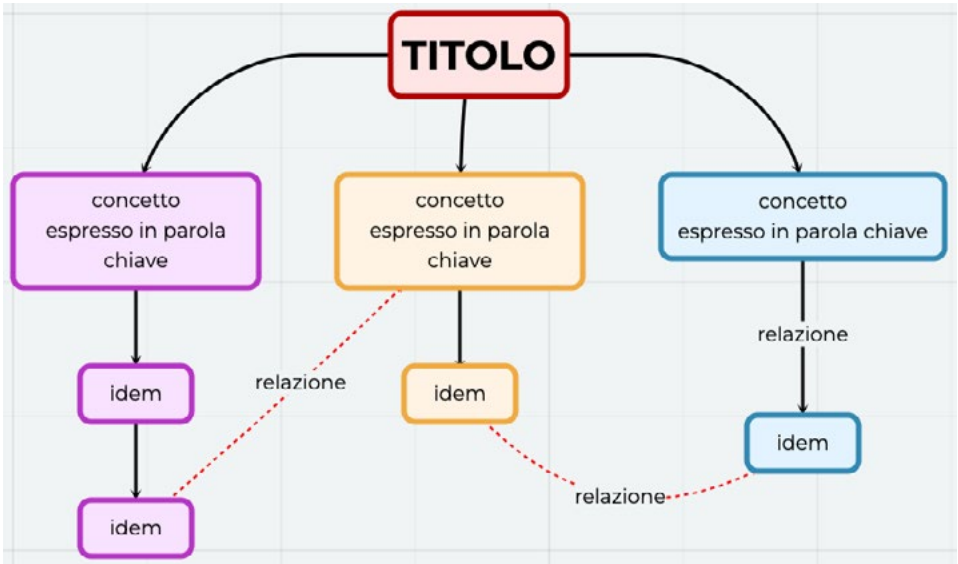 TITOLO
concetto
espresso in parola
chiave
concetto
espresso in parola
chiave
concetto
espresso in parola chiave
relazione
relazione
idem
idem
idem
relazione
idem